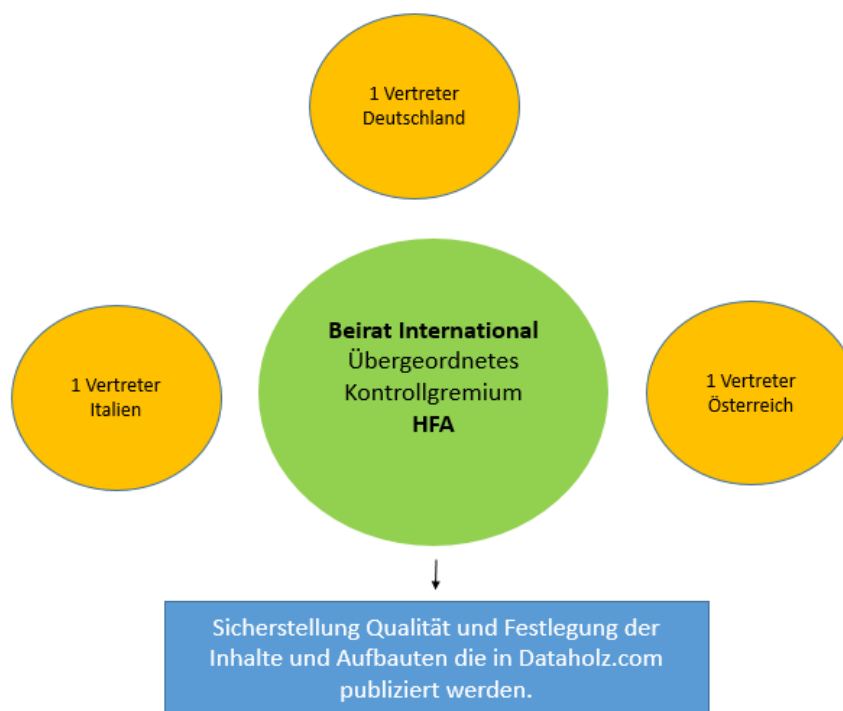 1 Vertreter
Deutschland
Beirat International
Übergeordnetes
Kontrollgremium
HFA
1 Vertreter
Italien
1 Vertreter
Österreich
Sicherstellung Qualität und Festlegung der
Inhalte und Aufbauten die in Dataholz.com
publiziert werden.